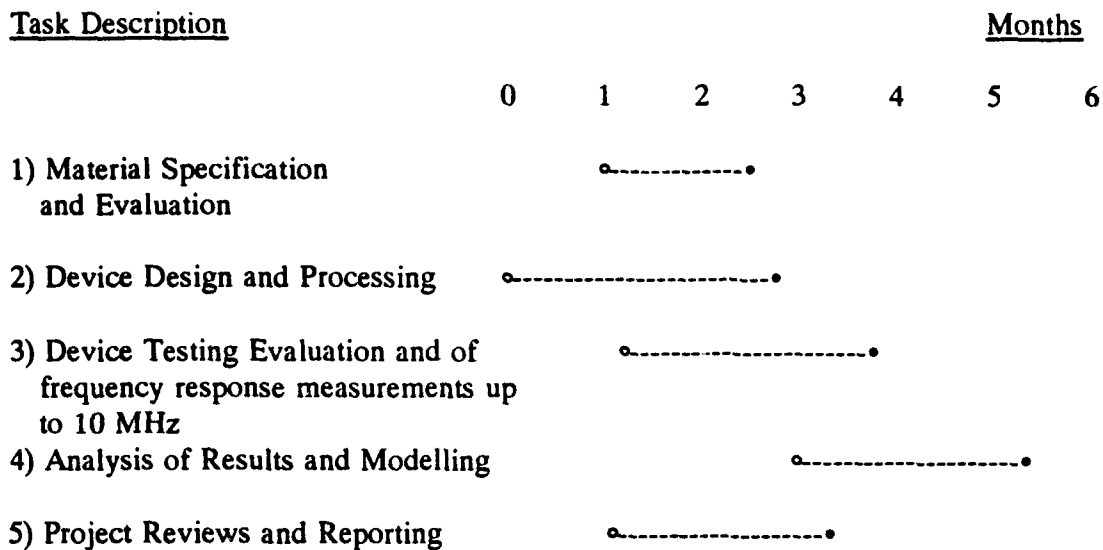 Task Description Months
0 1 2 3 4 5 6
1) Material Specification
and Evaluation
2) Device Design and Processing
3) Device Testing Evaluation and of
frequency response measurements up
to 10 MHz
4) Analysis of Results and Modelling
5) Project Reviews and Reporting